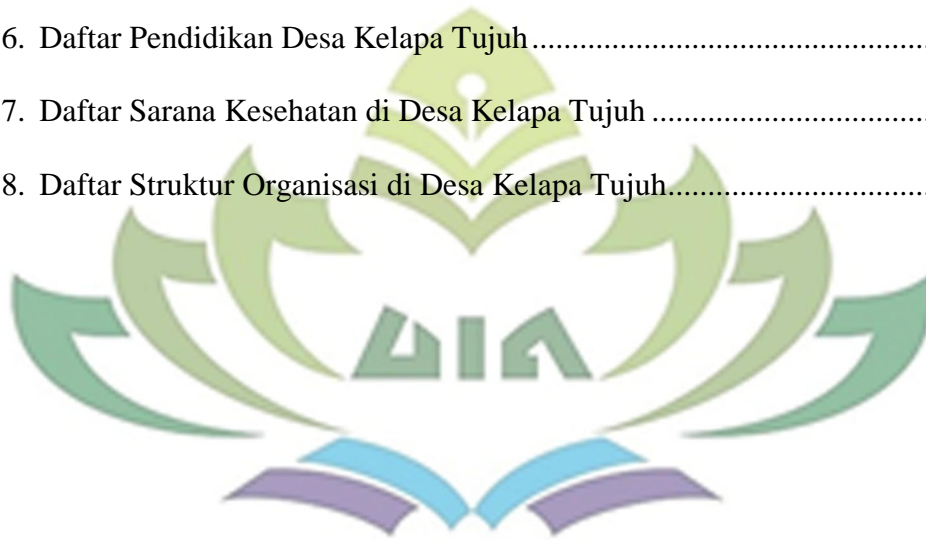 6. Daftar Pendidikan Desa Kelapa Tujuh.................................................
7. Daftar Sarana Kesehatan di Desa Kelapa Tujuh ..................................
8. Daftar Struktur Organisasi di Desa Kelapa Tujuh................................
UIN